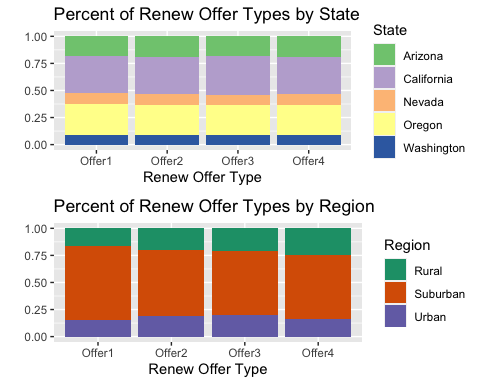 Percent of Renew Offer Types by State
1.00
0.75
0.50
0.25
0.00
Offer1 Offer2 Offer3 Offer4
Renew Offer Type
State
Arizona
California
Nevada
Oregon
Washington
Percent of Renew Offer Types by Region
1.00
0.75
0.50
0.25
0.00
Offer1 Offer2 Offer3 Offer4
Renew Offer Type
Region
Rural
Suburban
Urban